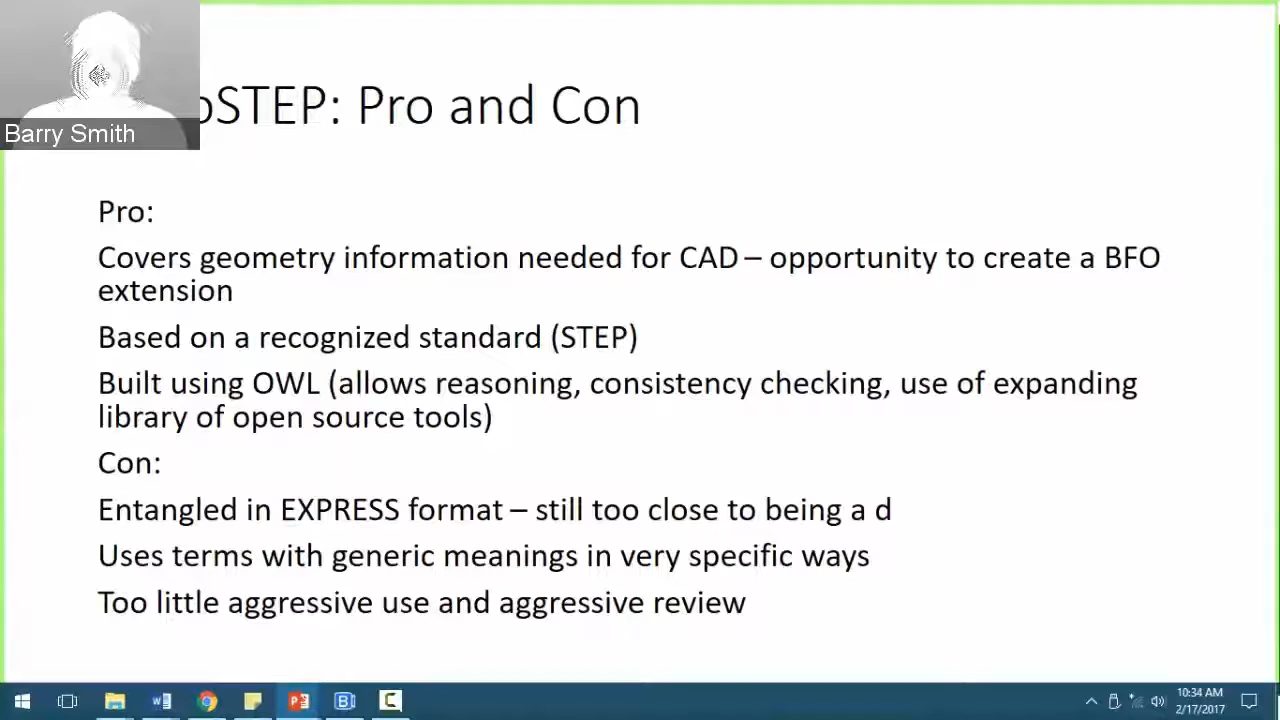 Barry Smith
oSTEP: Pro and Con
Pro:
Covers geometry information needed for CAD – opportunity to create a BFO
extension
Based on a recognized standard (STEP)
Built using OWL (allows reasoning, consistency checking, use of expanding
library of open source tools)
Con:
Entangled in EXPRESS format – still too close to being a d
Uses terms with generic meanings in very specific ways
Too little aggressive use and aggressive review
10:34 AM
2/17/2017